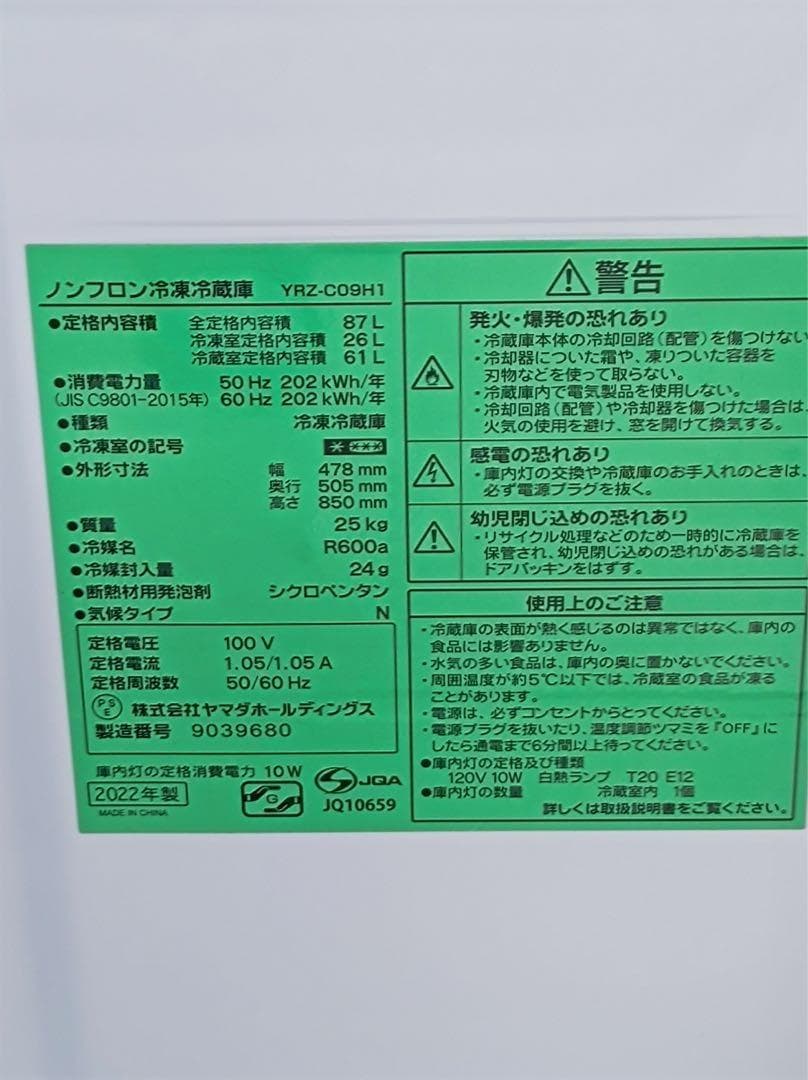 ノンフロン冷凍冷蔵庫 YRZ-C09H1
●定格内容積 全定格内容積 87 L
冷凍室定格内容積 26 L
冷蔵室定格内容積 61 L
●消費電力量 50 Hz 202 kWh/年
(JIS C9801-2015年) 60 Hz 202 kWh/年
●種類 冷凍冷蔵庫
●冷凍室の記号
●外形寸法 幅 478 mm
奥行 505 mm
高さ 850 mm
●質量 25 kg
●冷媒名 R600a
●冷媒封入量 24 g
●断熱材用発泡剤 シクロペンタン
●気候タイプ N
定格電圧 100 V
定格電流 1.05/1.05 A
定格周波数 50/60 Hz
PSE 株式会社ヤマダホールディングス
製造番号 9039680
庫内灯の定格消費電力 10 W
2022年製
MADE IN CHINA
G
JQA
JQ10659
警告
発火・爆発の恐れあり
・冷蔵庫本体の冷却回路(配管)を傷つけない
・冷却器についた霜や、凍りついた容器を
刃物などを使って取らない。
・冷蔵庫内で電気製品を使用しない。
・冷却回路(配管)や冷却器を傷つけた場合は、
火気の使用を避け、窓を開けて換気する。
感電の恐れあり
・庫内灯の交換や冷蔵庫のお手入れのときは、
必ず電源プラグを抜く。
幼児閉じ込めの恐れあり
・リサイクル処理などのため一時的に冷蔵庫を
保管され、幼児閉じ込めの恐れがある場合は、
ドアパッキンをはずす。
使用上のご注意
・冷蔵庫の表面が熱く感じるのは異常ではなく、庫内の
食品には影響ありません。
・水気の多い食品は、庫内の奥に置かないでください。
・周囲温度が約5℃以下では、冷蔵室の食品が凍る
ことがあります。
・電源は、必ずコンセントからとってください。
・電源プラグを抜いたり、温度調節ツマミを『OFF』に
したら通電まで6分間以上待ってください。
●庫内灯の定格及び種類
120V 10W 白熱ランプ T20 E12
●庫内灯の数量 冷蔵室内 1個
詳しくは取扱説明書をご覧ください。